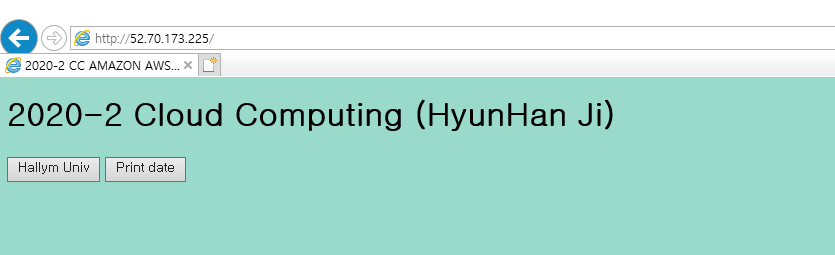 http://52.70.173.225/
2020-2 CC AMAZON AWS...
2020-2 Cloud Computing (HyunHan Ji)
Hallym Univ Print date